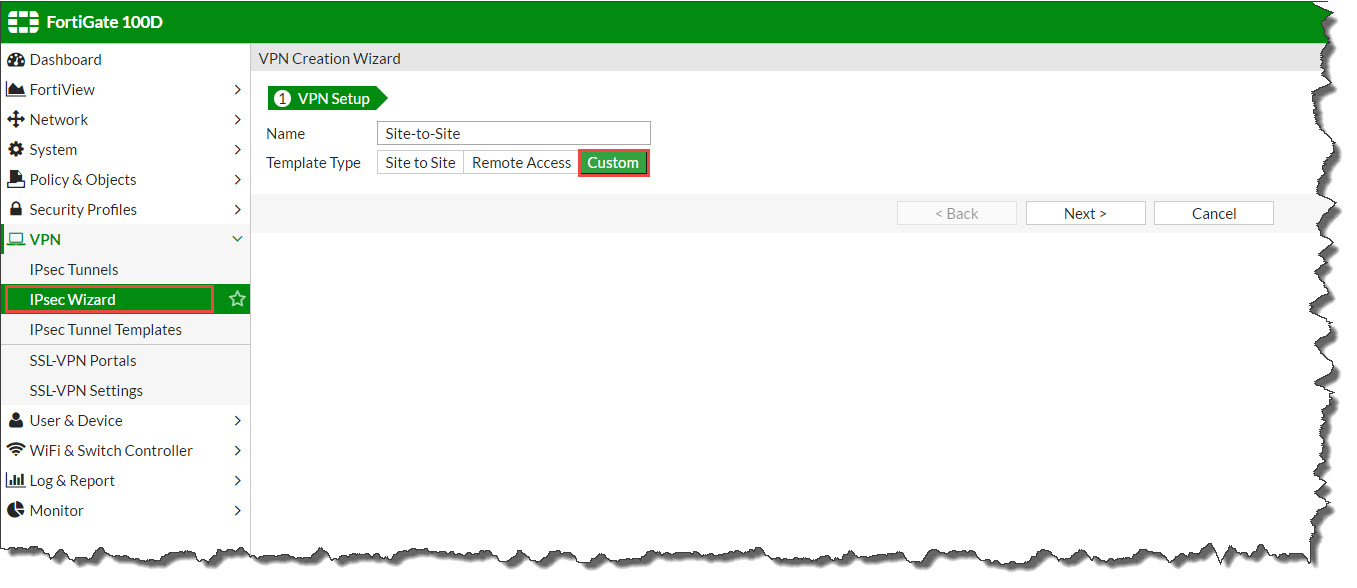 FortiGate 100D
Dashboard
FortiView
Network
System
Policy & Objects
Security Profiles
VPN
IPsec Tunnels
IPsec Wizard
IPsec Tunnel Templates
SSL-VPN Portals
SSL-VPN Settings
User & Device
WiFi & Switch Controller
Log & Report
Monitor
VPN Creation Wizard
1 VPN Setup
Name Site-to-Site
Template Type Site to Site Remote Access Custom
< Back Next > Cancel